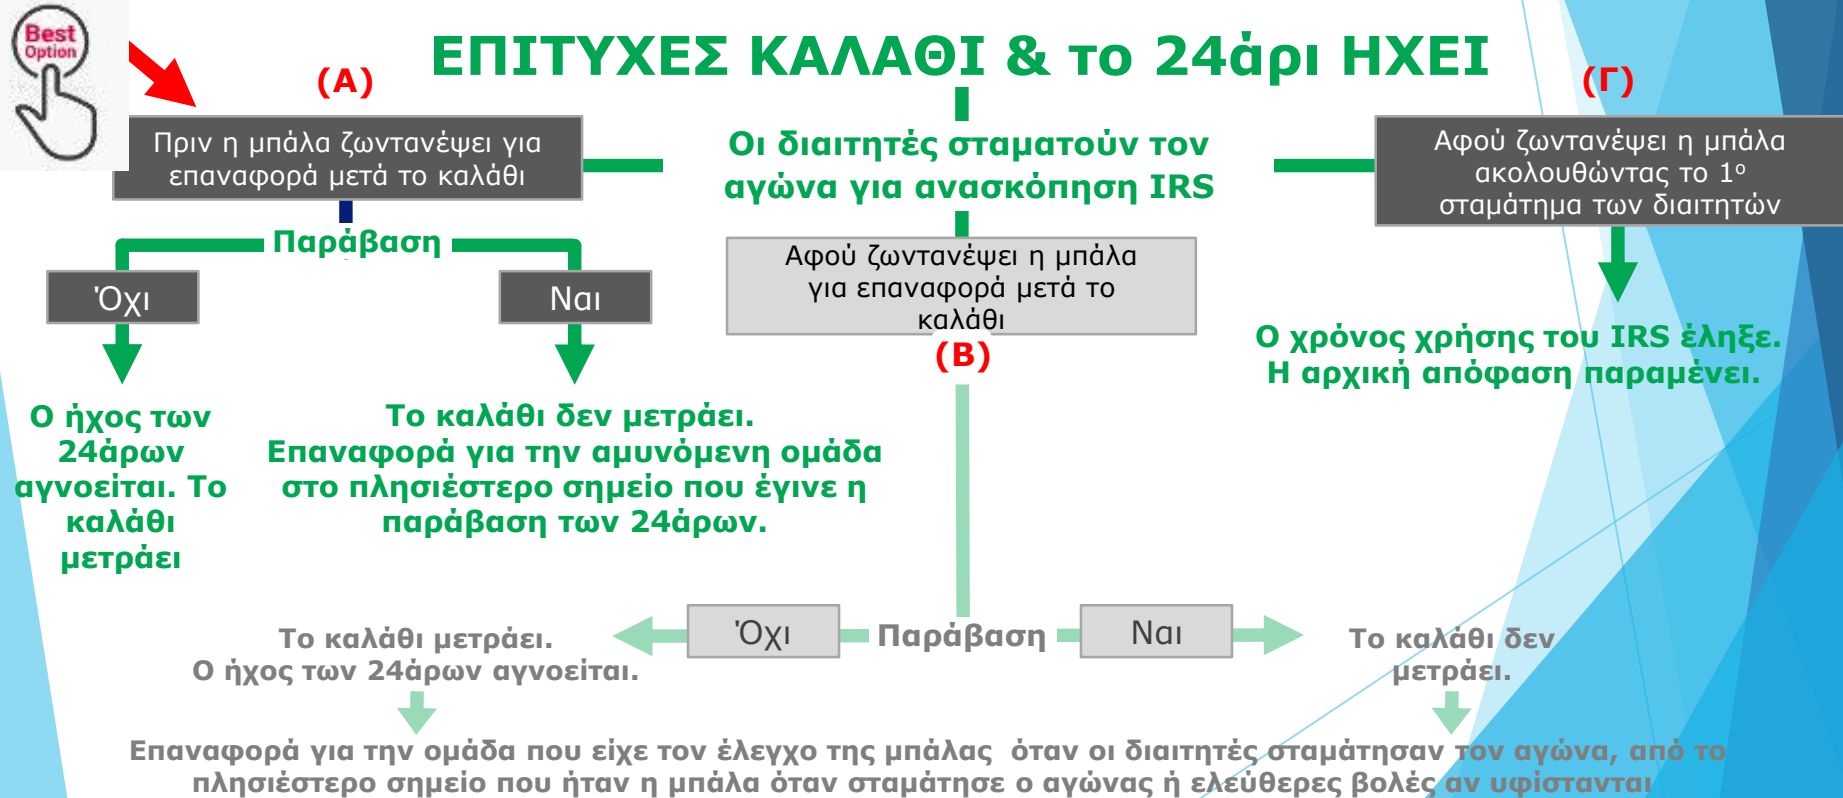 Best
Option
ΕΠΙΤΥΧΕΣ ΚΑΛΑΘΙ & το 24άρι ΗΧΕΙ
(Α)
Πριν η μπάλα ζωντανέψει για
επαναφορά μετά το καλάθι
Παράβαση
Όχι
Ναι
Ο ήχος των
24άρων
αγνοείται. Το
καλάθι
μετράει
Το καλάθι δεν μετράει.
Επαναφορά για την αμυνόμενη ομάδα
στο πλησιέστερο σημείο που έγινε η
παράβαση των 24άρων.
Οι διαιτητές σταματούν τον
αγώνα για ανασκόπηση IRS
Αφού ζωντανέψει η μπάλα
για επαναφορά μετά το
καλάθι
(Β)
(Γ)
Αφού ζωντανέψει η μπάλα
ακολουθώντας το 1ο
σταμάτημα των διαιτητών
Ο χρόνος χρήσης του IRS έληξε.
Η αρχική απόφαση παραμένει.
Όχι
Παράβαση
Ναι
Το καλάθι μετράει.
Ο ήχος των 24άρων αγνοείται.
Το καλάθι δεν
μετράει.
Επαναφορά για την ομάδα που είχε τον έλεγχο της μπάλας όταν οι διαιτητές σταμάτησαν τον αγώνα, από το
πλησιέστερο σημείο που ήταν η μπάλα όταν σταμάτησε ο αγώνας ή ελεύθερες βολές αν υφίστανται